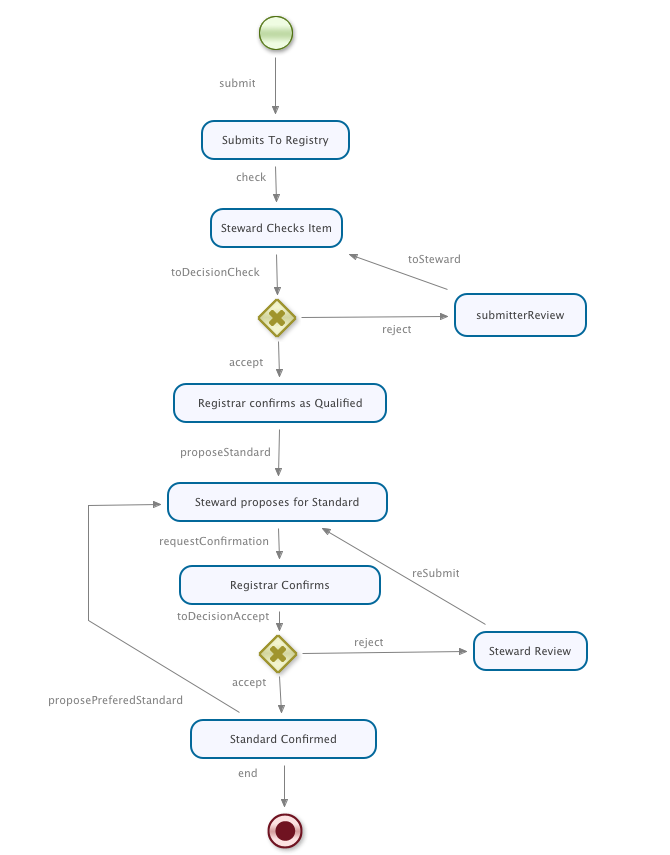 submit
Submits To Registry
check
Steward Checks Item
toSteward
toDecisionCheck
submitterReview
reject
accept
Registrar confirms as Qualified
proposeStandard
Steward proposes for Standard
requestConfirmation
reSubmit
Registrar Confirms
toDecisionAccept
reject
Steward Review
accept
proposePreferedStandard
Standard Confirmed
end